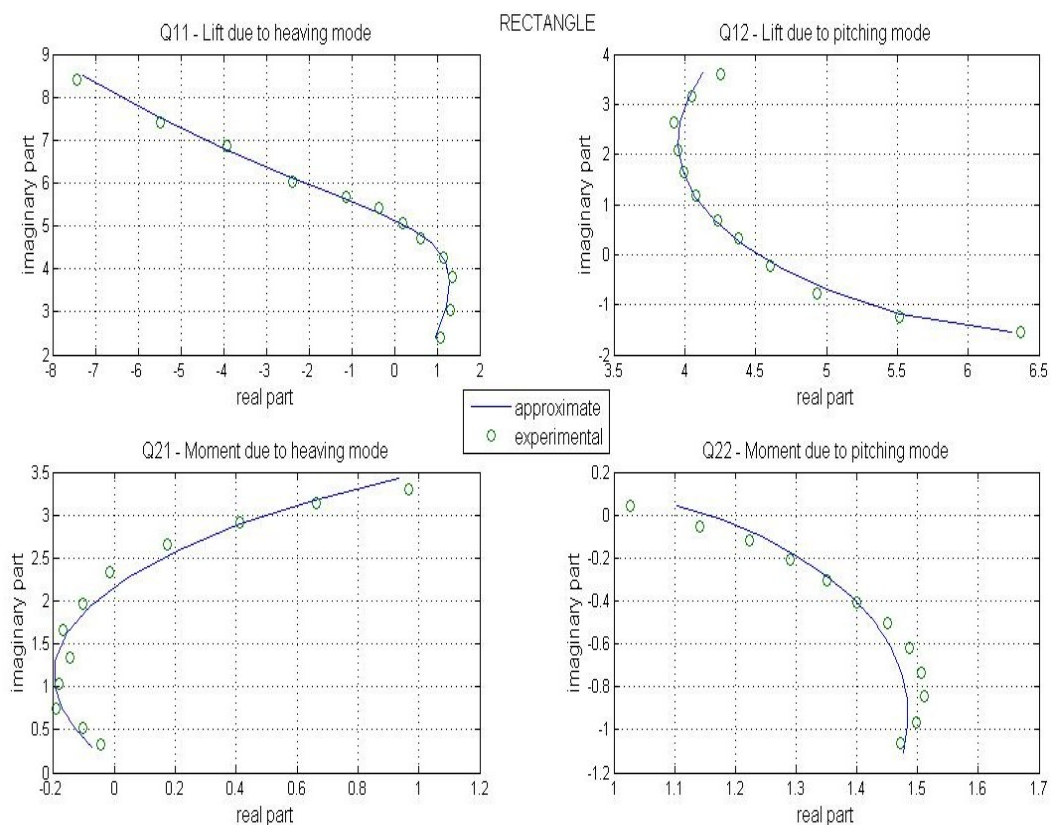 RECTANGLE
Q11 - Lift due to heaving mode
9
8
7
6
5
4
3
2
imaginary part
-8 -7 -6 -5 -4 -3 -2 -1 0 1 2
real part
Q12 - Lift due to pitching mode
4
3
2
1
0
-1
-2
imaginary part
3.5 4 4.5 5 5.5 6 6.5
real part
approximate
experimental
Q21 - Moment due to heaving mode
3.5
3
2.5
2
1.5
1
0.5
0
imaginary part
-0.2 0 0.2 0.4 0.6 0.8 1 1.2
real part
Q22 - Moment due to pitching mode
0.2
0
-0.2
-0.4
-0.6
-0.8
-1
-1.2
imaginary part
1 1.1 1.2 1.3 1.4 1.5 1.6 1.7
real part